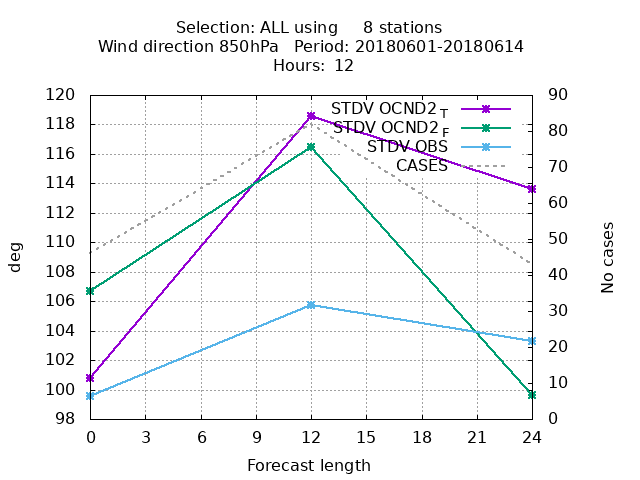 Selection: ALL using     8 stations
Wind direction 850hPa   Period: 20180601-20180614
Hours: 12
120
118
116
114
112
110
108
106
104
102
100
98
deg
90
80
70
60
50
40
30
20
10
0
No cases
STDV OCND2 T
STDV OCND2 F
STDV OBS
CASES
0 3 6 9 12 15 18 21 24
Forecast length